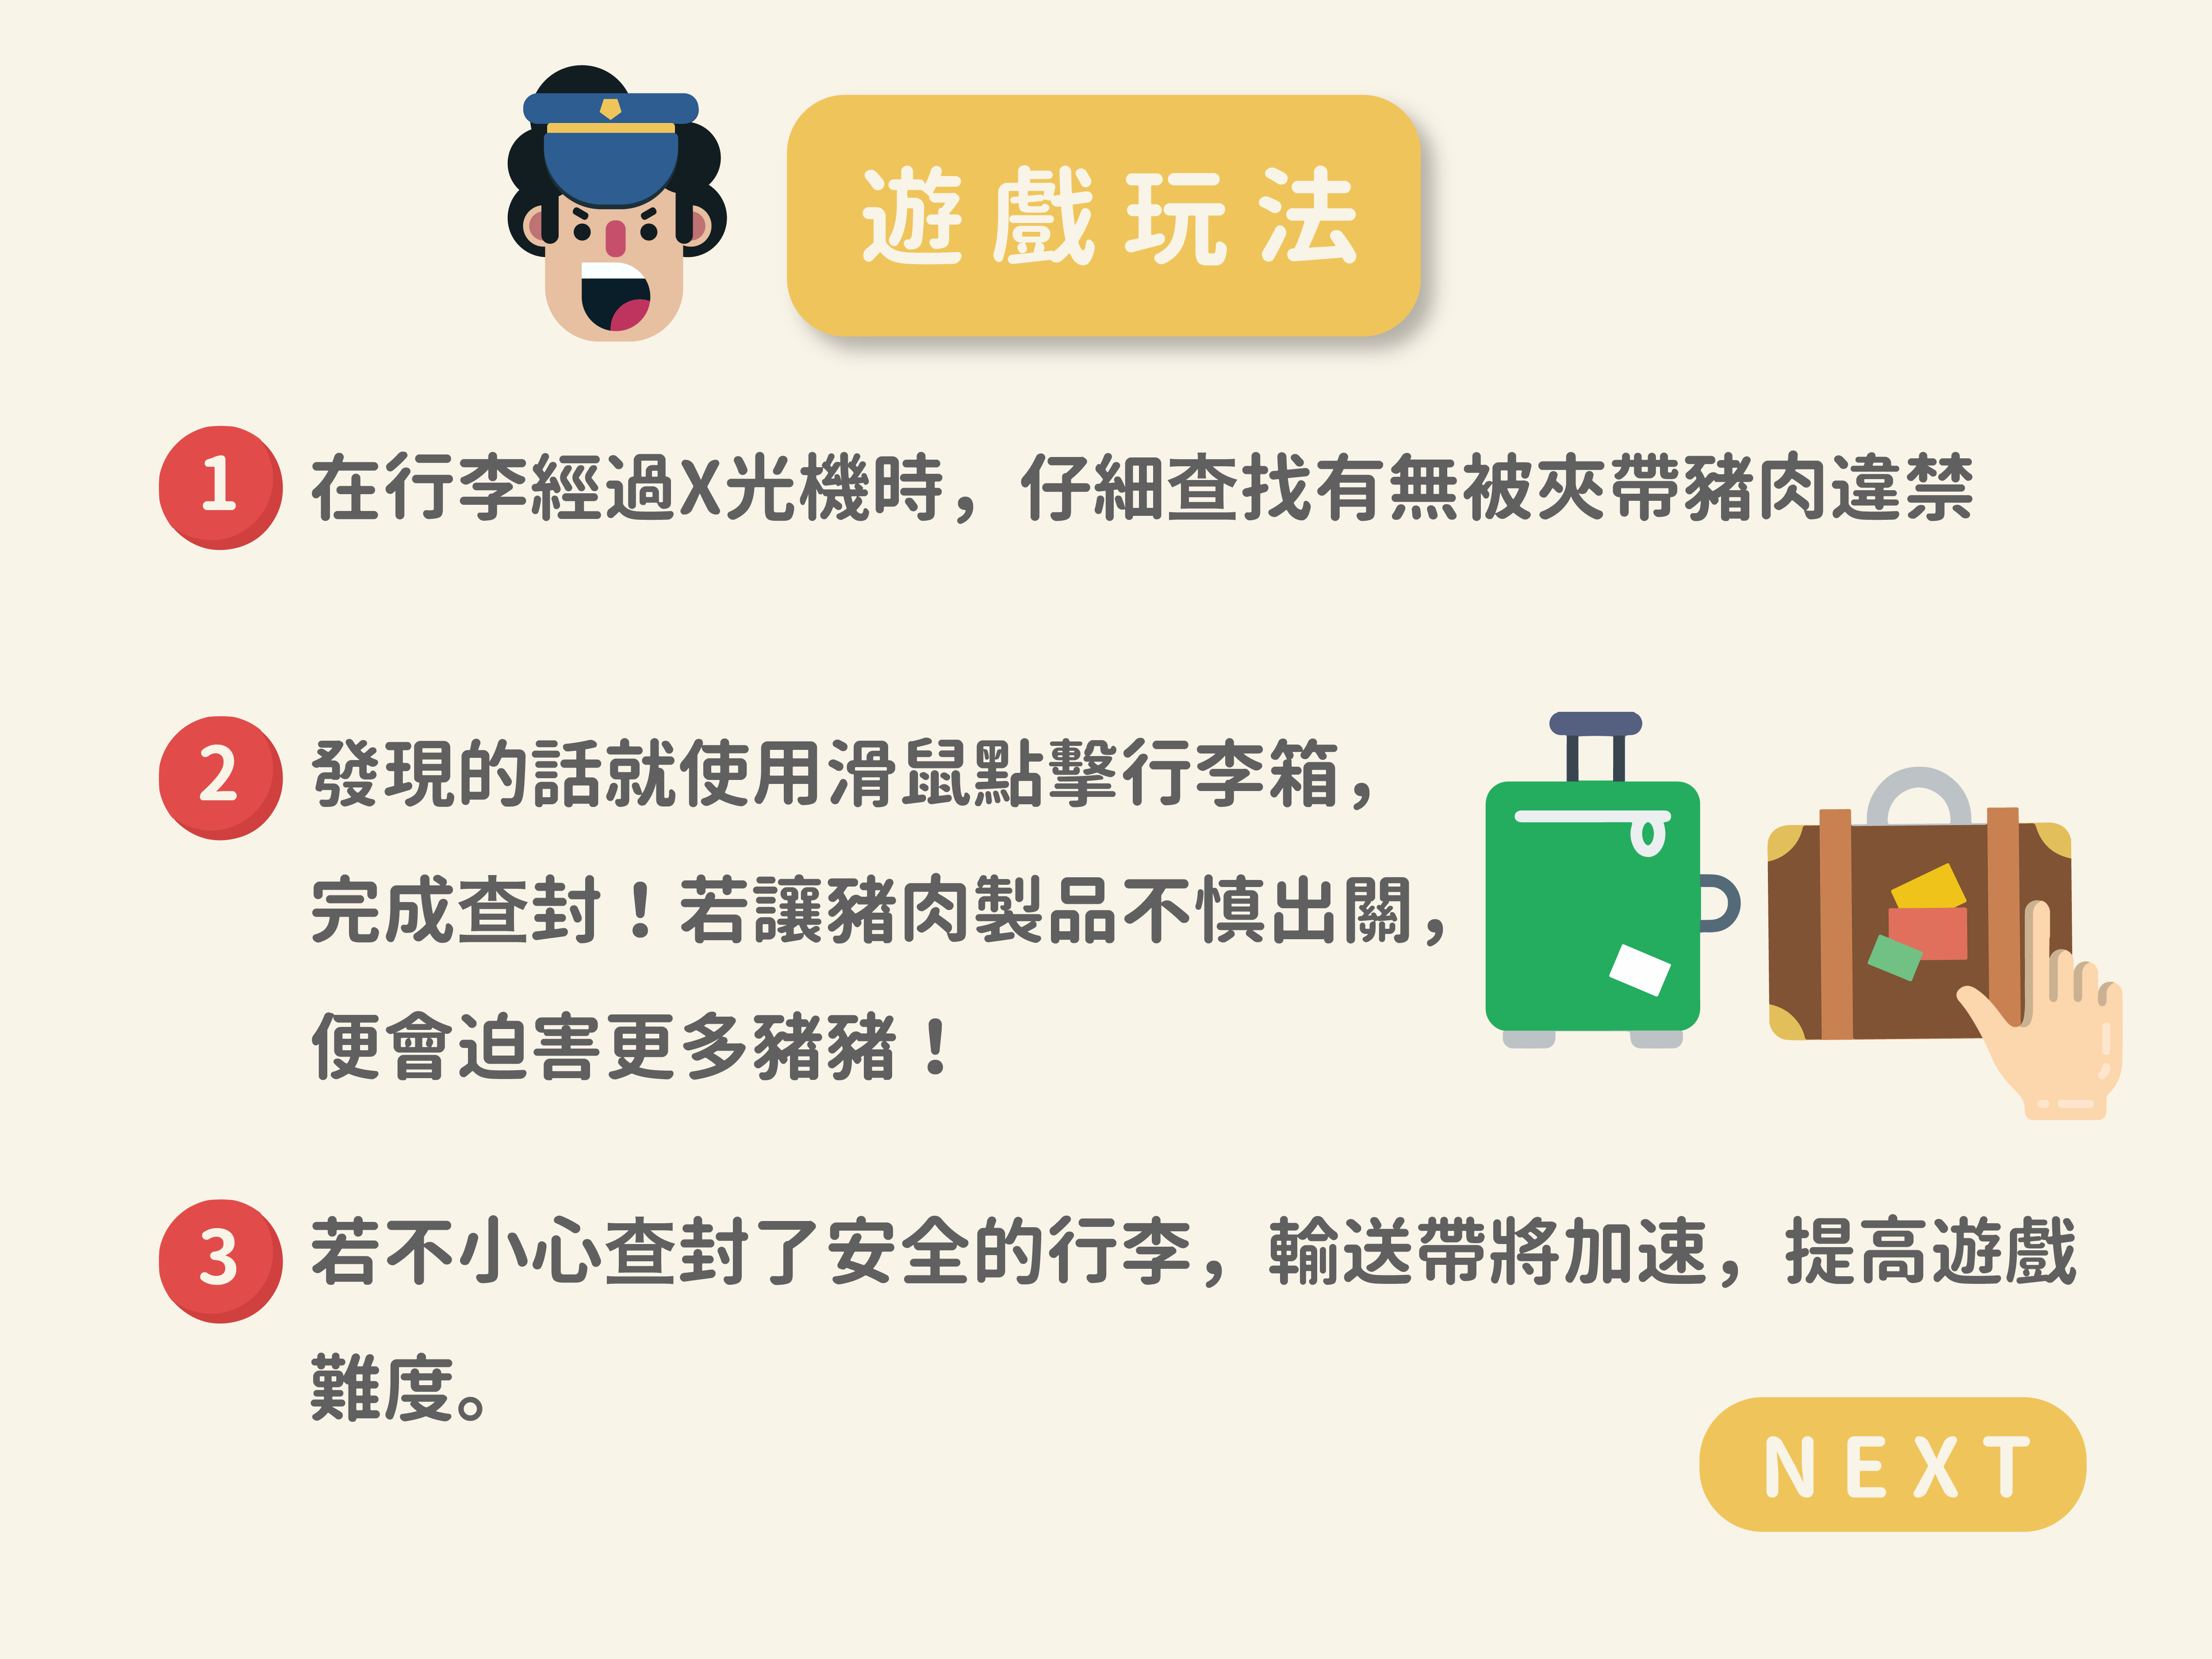 遊戲玩法
1 在行李經過X光機時，仔細查找有無被夾帶豬肉違禁
2 發現的話就使用滑鼠點擊行李箱，
完成查封！若讓豬肉製品不慎出關，
便會迫害更多豬豬！
3 若不小心查封了安全的行李，輸送帶將加速，提高遊戲
難度。
NEXT